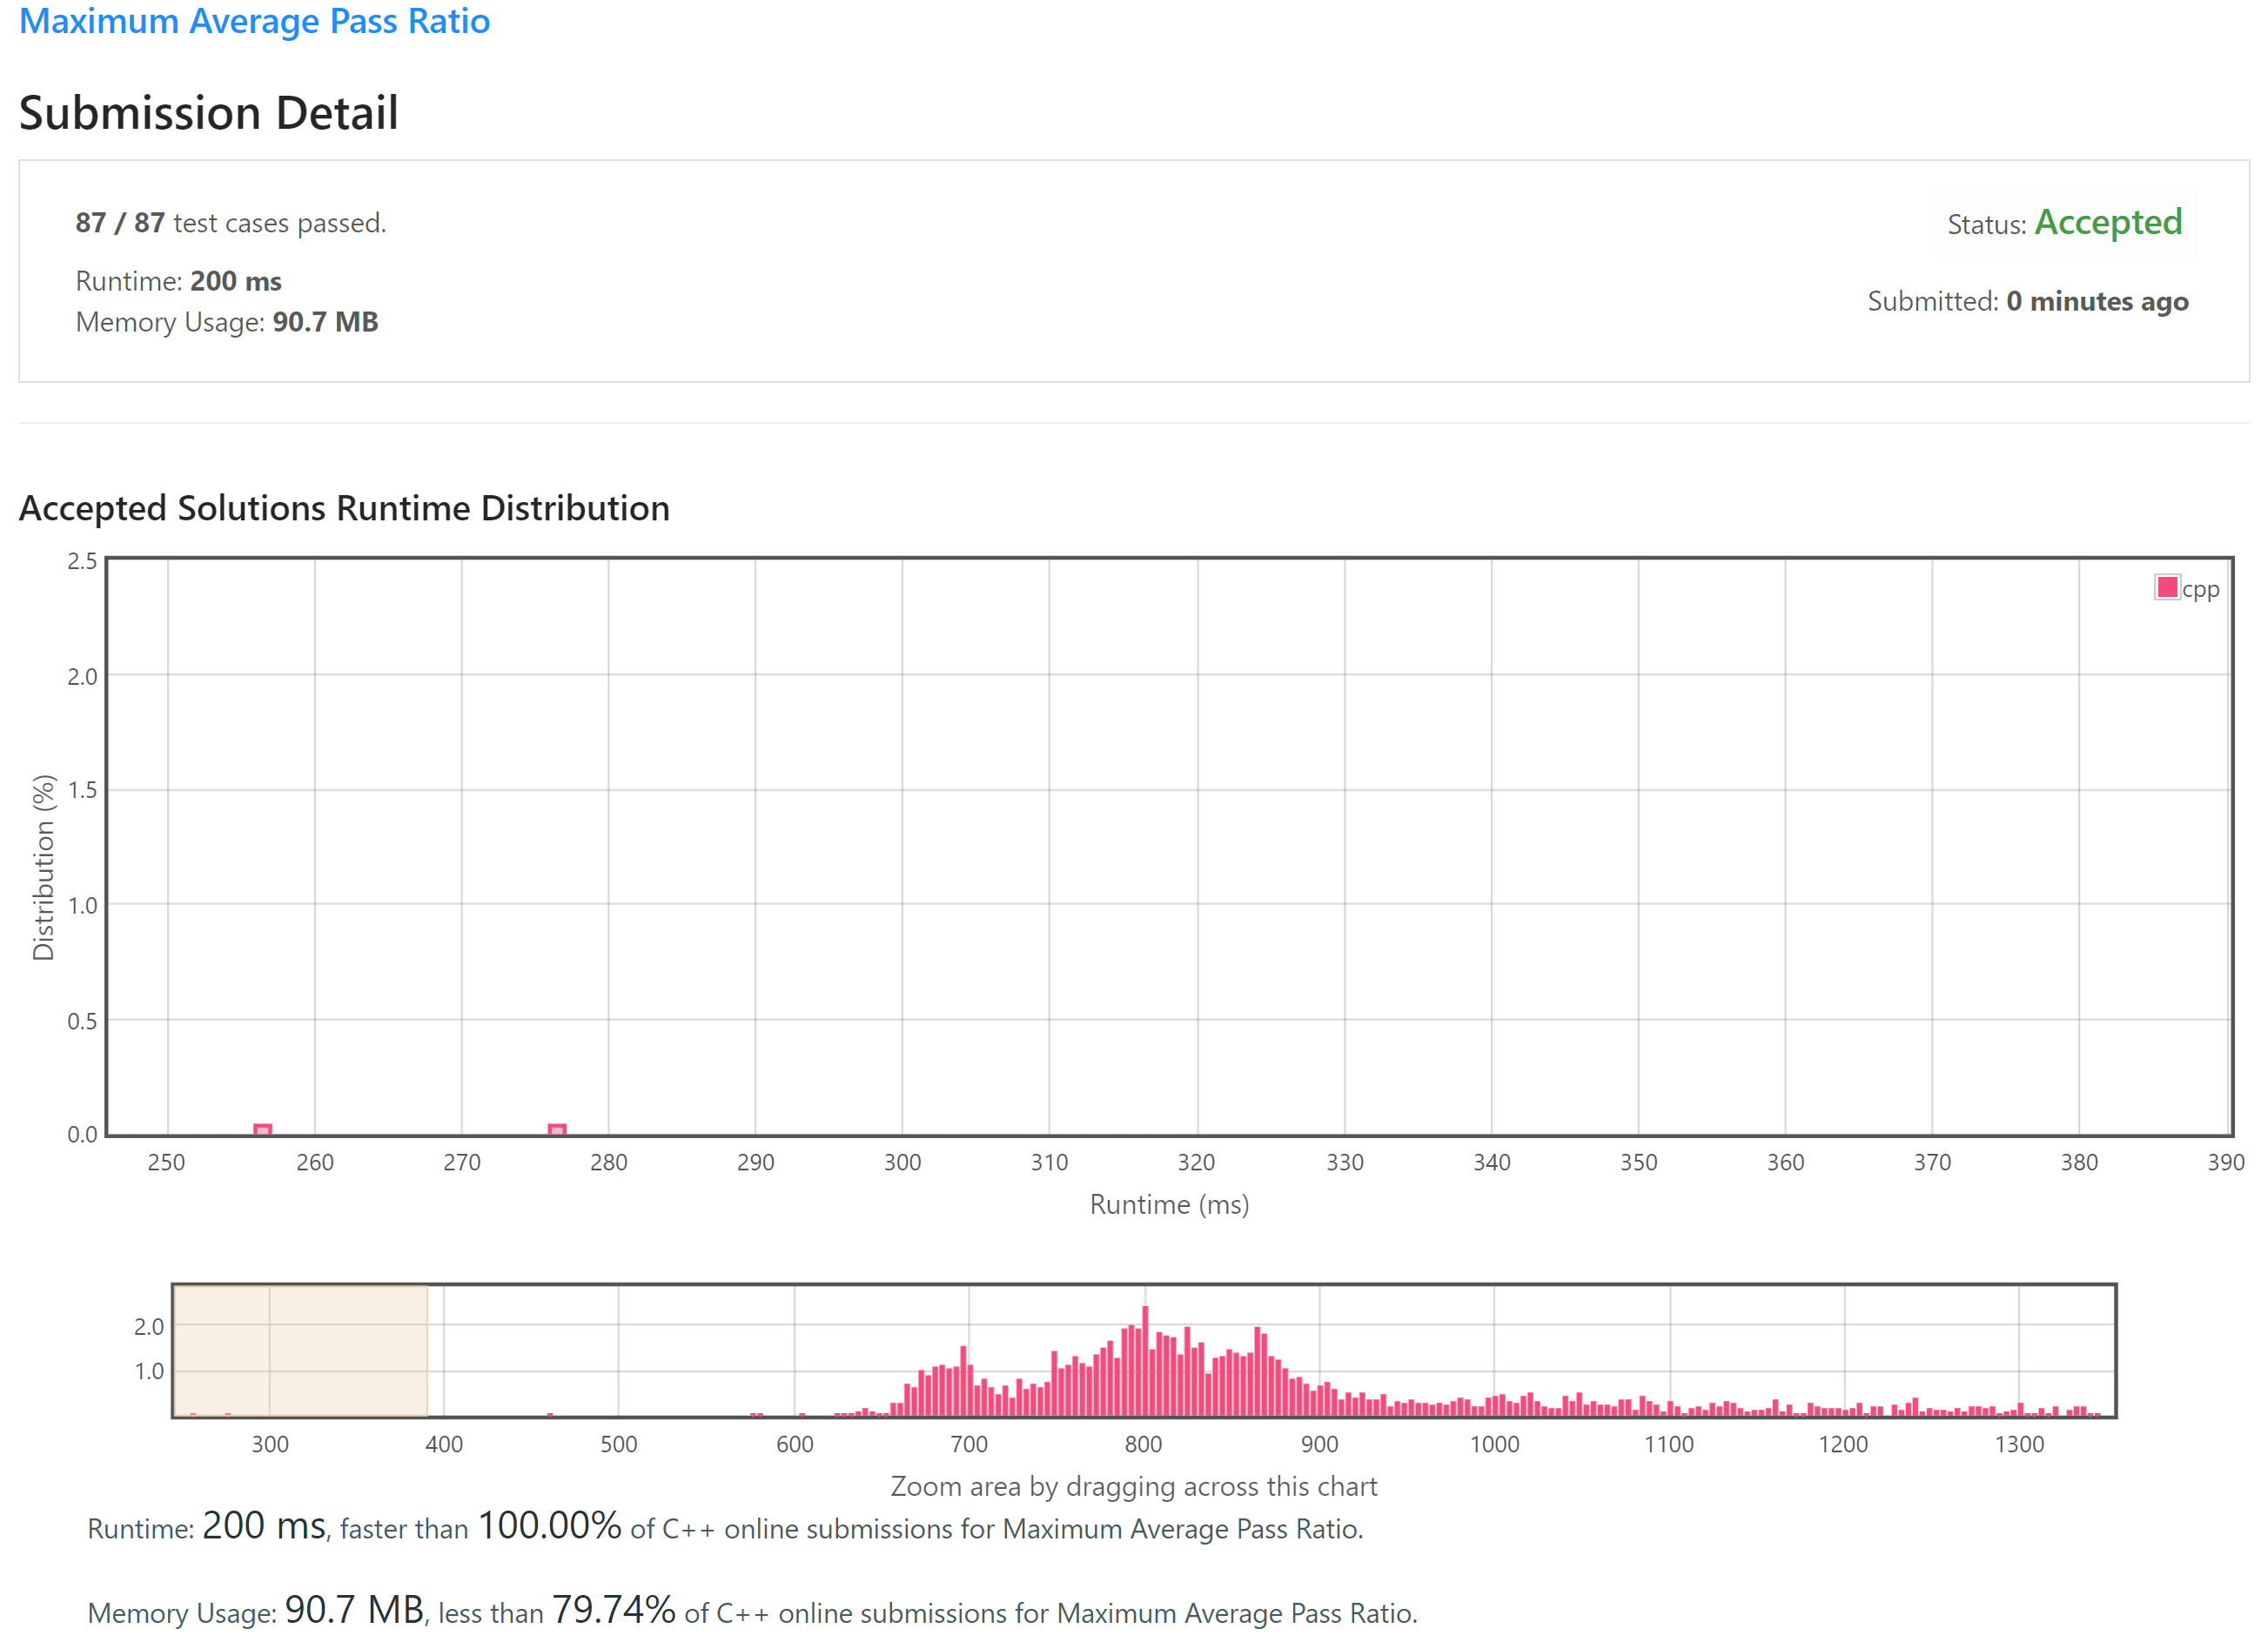 Maximum Average Pass Ratio
Submission Detail
87 / 87 test cases passed.
Status: Accepted
Runtime: 200 ms
Submitted: 0 minutes ago
Memory Usage: 90.7 MB
Accepted Solutions Runtime Distribution
2.5
cpp
2.0
1.5
1.0
0.5
0.0
Distribution (%)
250 260 270 280 290 300 310 320 330 340 350 360 370 380 390
Runtime (ms)
2.0
1.0
300 400 500 600 700 800 900 1000 1100 1200 1300
Zoom area by dragging across this chart
Runtime: 200 ms, faster than 100.00% of C++ online submissions for Maximum Average Pass Ratio.
Memory Usage: 90.7 MB, less than 79.74% of C++ online submissions for Maximum Average Pass Ratio.